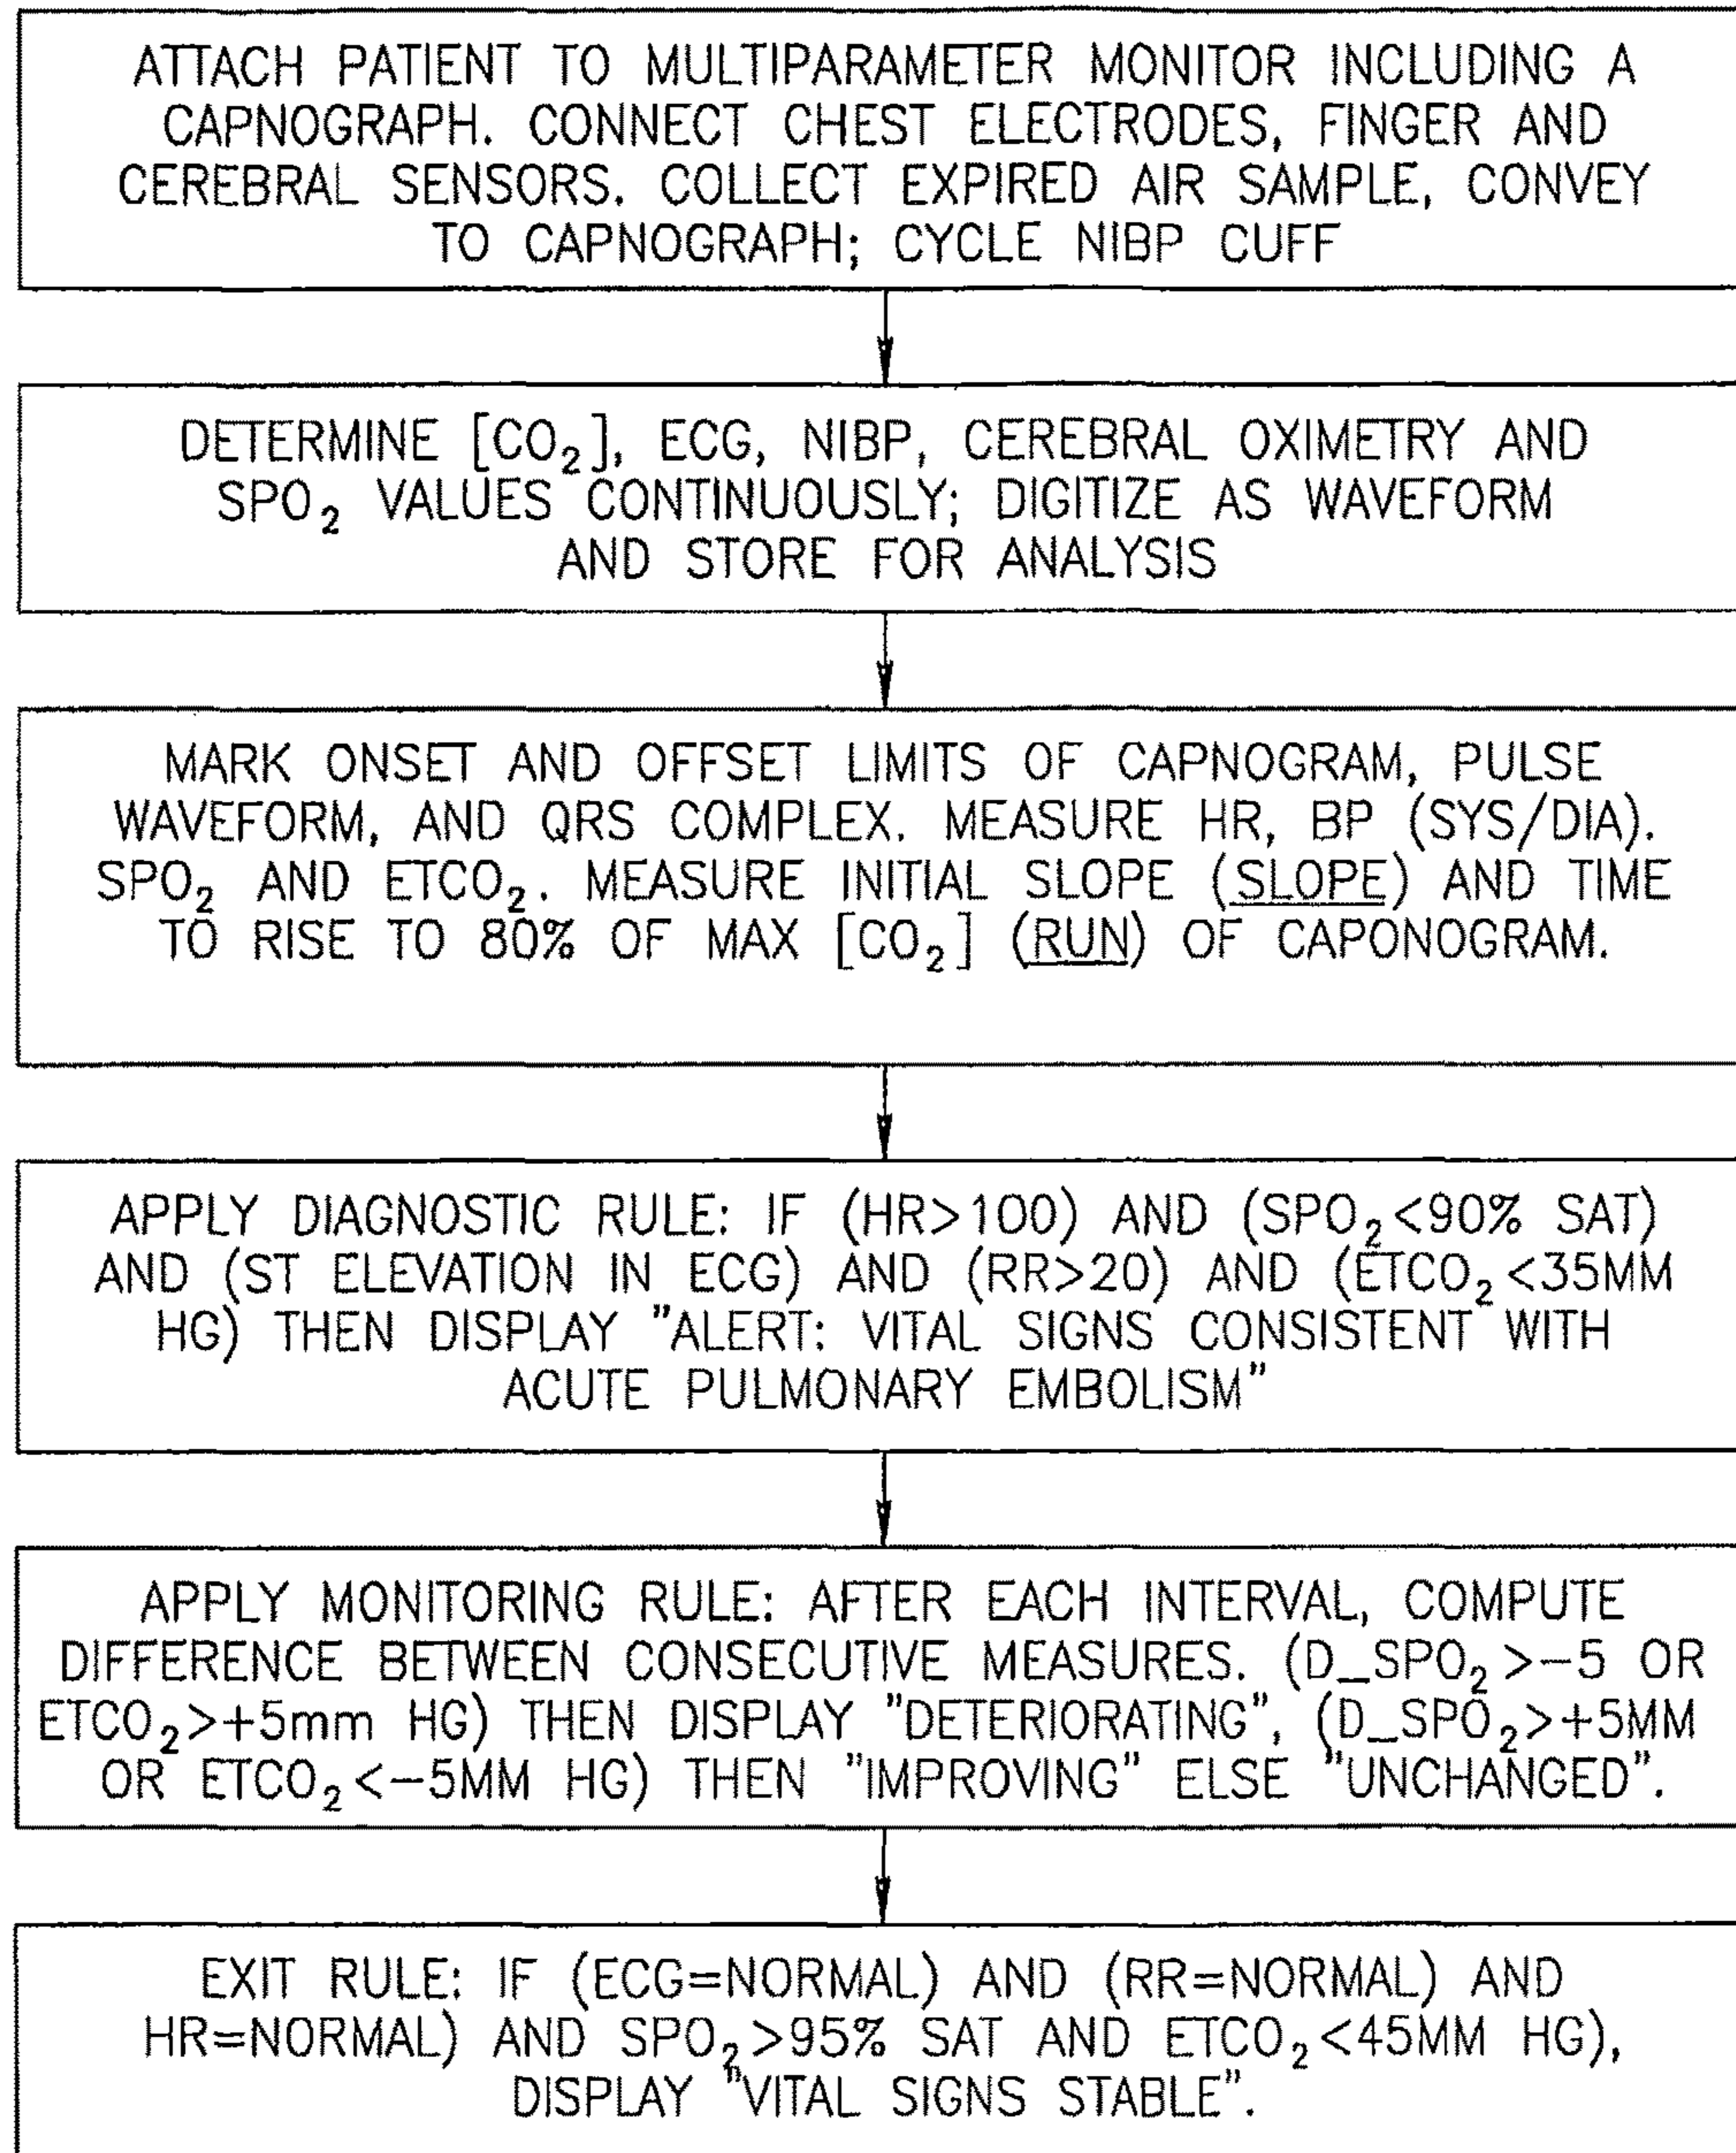 ATTACH PATIENT TO MULTIPARAMETER MONITOR INCLUDING A
CAPNOGRAPH. CONNECT CHEST ELECTRODES, FINGER AND
CEREBRAL SENSORS. COLLECT EXPIRED AIR SAMPLE, CONVEY
TO CAPNOGRAPH; CYCLE NIBP CUFF
DETERMINE [CO₂], ECG, NIBP, CEREBRAL OXIMETRY AND
SPO₂ VALUES CONTINUOUSLY; DIGITIZE AS WAVEFORM
AND STORE FOR ANALYSIS
MARK ONSET AND OFFSET LIMITS OF CAPNOGRAM, PULSE
WAVEFORM, AND QRS COMPLEX. MEASURE HR, BP (SYS/DIA).
SPO₂ AND ETCO₂. MEASURE INITIAL SLOPE (SLOPE) AND TIME
TO RISE TO 80% OF MAX [CO₂] (RUN) OF CAPONOGRAM.
APPLY DIAGNOSTIC RULE: IF (HR>100) AND (SPO₂<90% SAT)
AND (ST ELEVATION IN ECG) AND (RR>20) AND (ETCO₂<35MM
HG) THEN DISPLAY "ALERT: VITAL SIGNS CONSISTENT WITH
ACUTE PULMONARY EMBOLISM"
APPLY MONITORING RULE: AFTER EACH INTERVAL, COMPUTE
DIFFERENCE BETWEEN CONSECUTIVE MEASURES. (D_SPO₂>-5 OR
ETCO₂>+5mm HG) THEN DISPLAY "DETERIORATING", (D_SPO₂>+5MM
OR ETCO₂<-5MM HG) THEN "IMPROVING" ELSE "UNCHANGED".
EXIT RULE: IF (ECG=NORMAL) AND (RR=NORMAL) AND
HR=NORMAL) AND SPO₂>95% SAT AND ETCO₂<45MM HG),
DISPLAY "VITAL SIGNS STABLE".